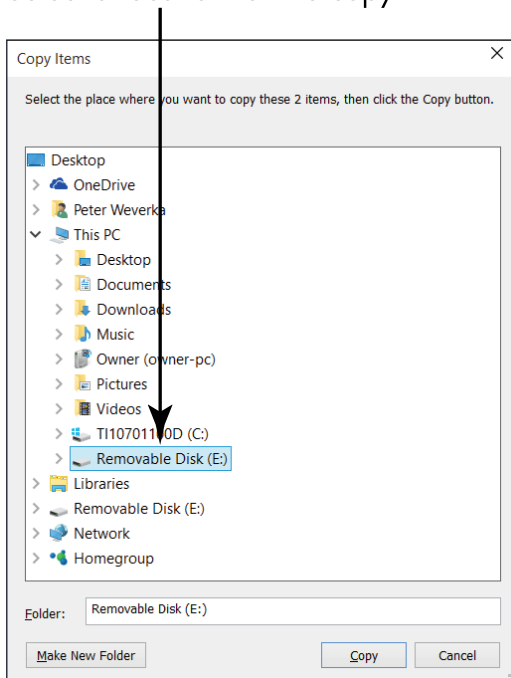 Copy Items
Select the place where you want to copy these 2 items, then click the Copy button.
Desktop
OneDrive
Peter Weverka
This PC
Desktop
Documents
Downloads
Music
Owner (owner-pc)
Pictures
Videos
(C:)
Removable Disk (E:)
Libraries
Removable Disk (E:)
Network
Homegroup
Folder: Removable Disk (E:)
Make New Folder Copy Cancel